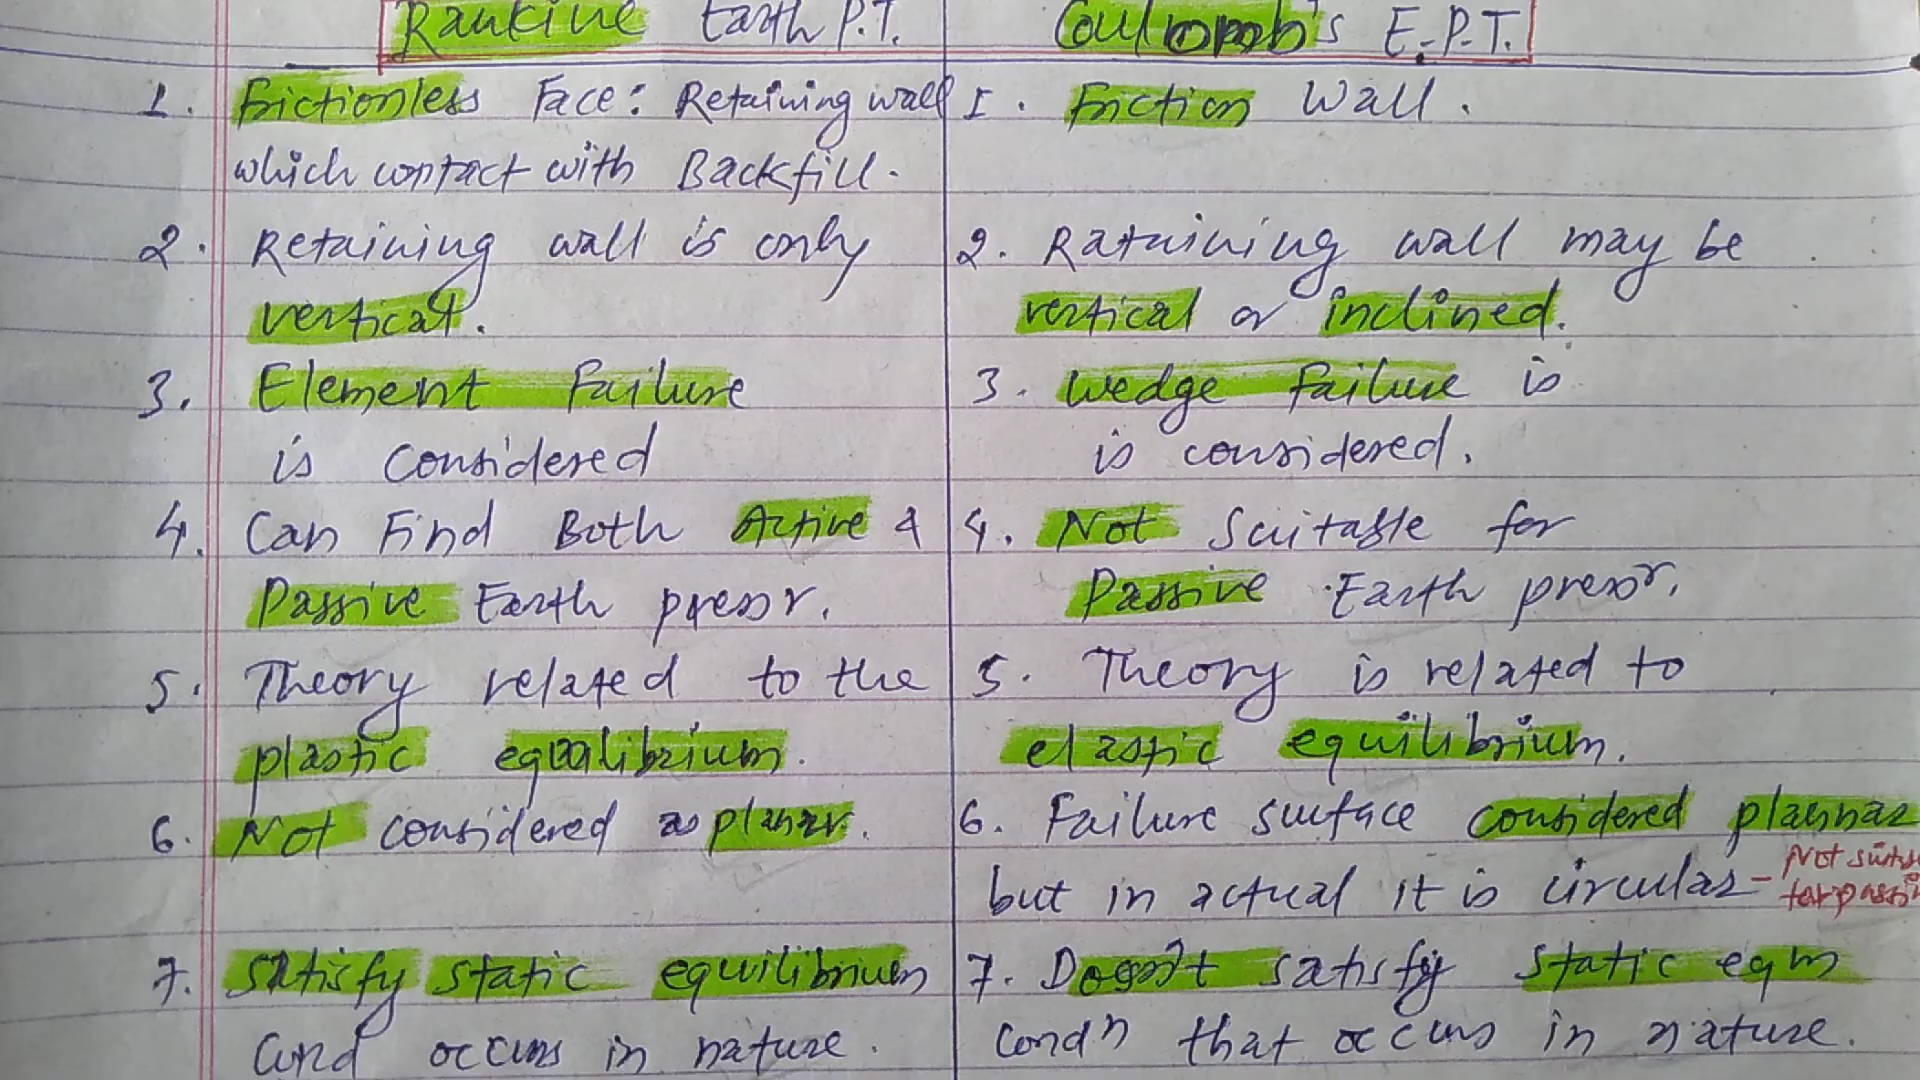 Rankine Earth P.T.
1. Frictionless Face: Retaining wall
which contact with Backfill.
2. Retaining wall is only
vertical.
3. Element Failure
is Considered
4. Can Find Both Active &
Passive Earth pressr.
5. Theory related to the
plastic equalibrium.
6. Not considered as planar.
7. Satisfy static equilibrium
Cond occurs in nature.
Coulomb's E.P.T.
1. Friction Wall.
2. Rataining wall may be
vertical or inclined.
3. Wedge Failure is
is considered.
4. Not Suitable for
Passive Earth pressr.
5. Theory is related to
elastic equilibrium.
6. Failure surface considered plannar
but in actual it is circular - Not
for
7. Doesn't satisfy static eqm
condn that occurs in nature.